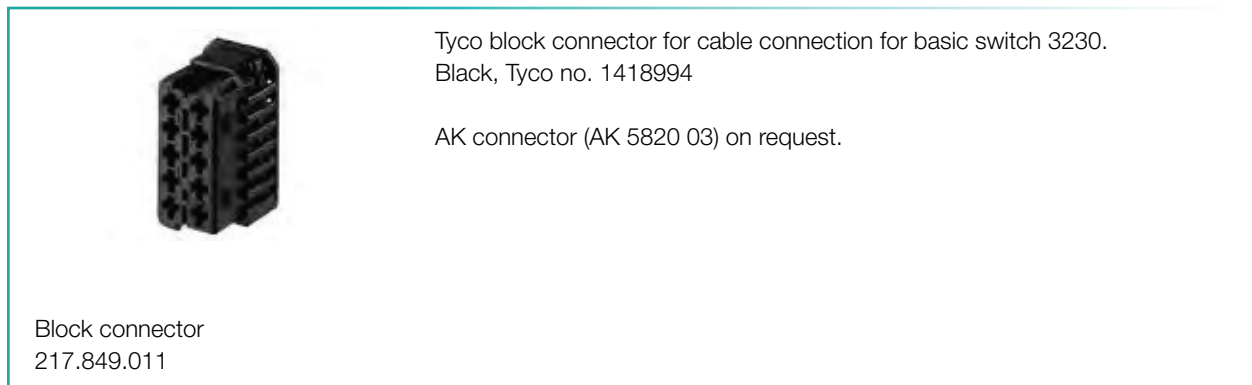 Tyco block connector for cable connection for basic switch 3230.
Black, Tyco no. 1418994
AK connector (AK 5820 03) on request.
Block connector
217.849.011